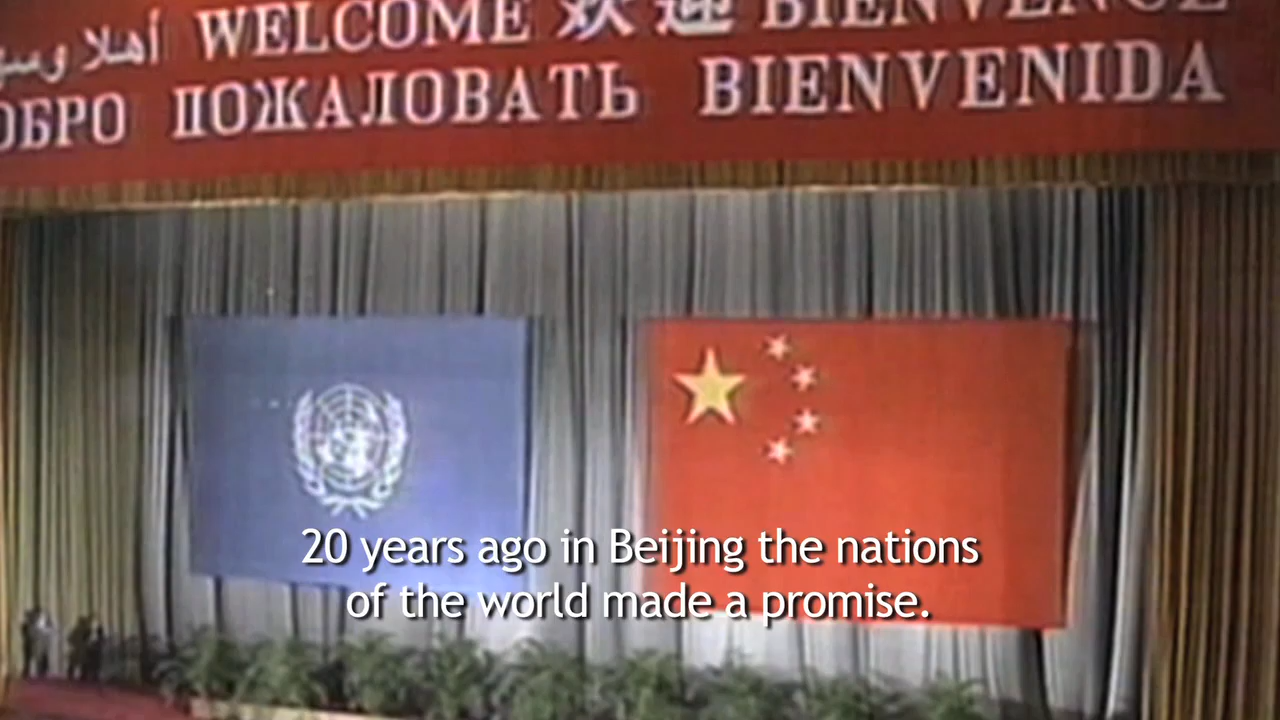 أهلا WELCOME 欢迎 BIENVENUE
ОБРО ПОЖАЛОВАТЬ BIENVENIDA
20 years ago in Beijing the nations
of the world made a promise.